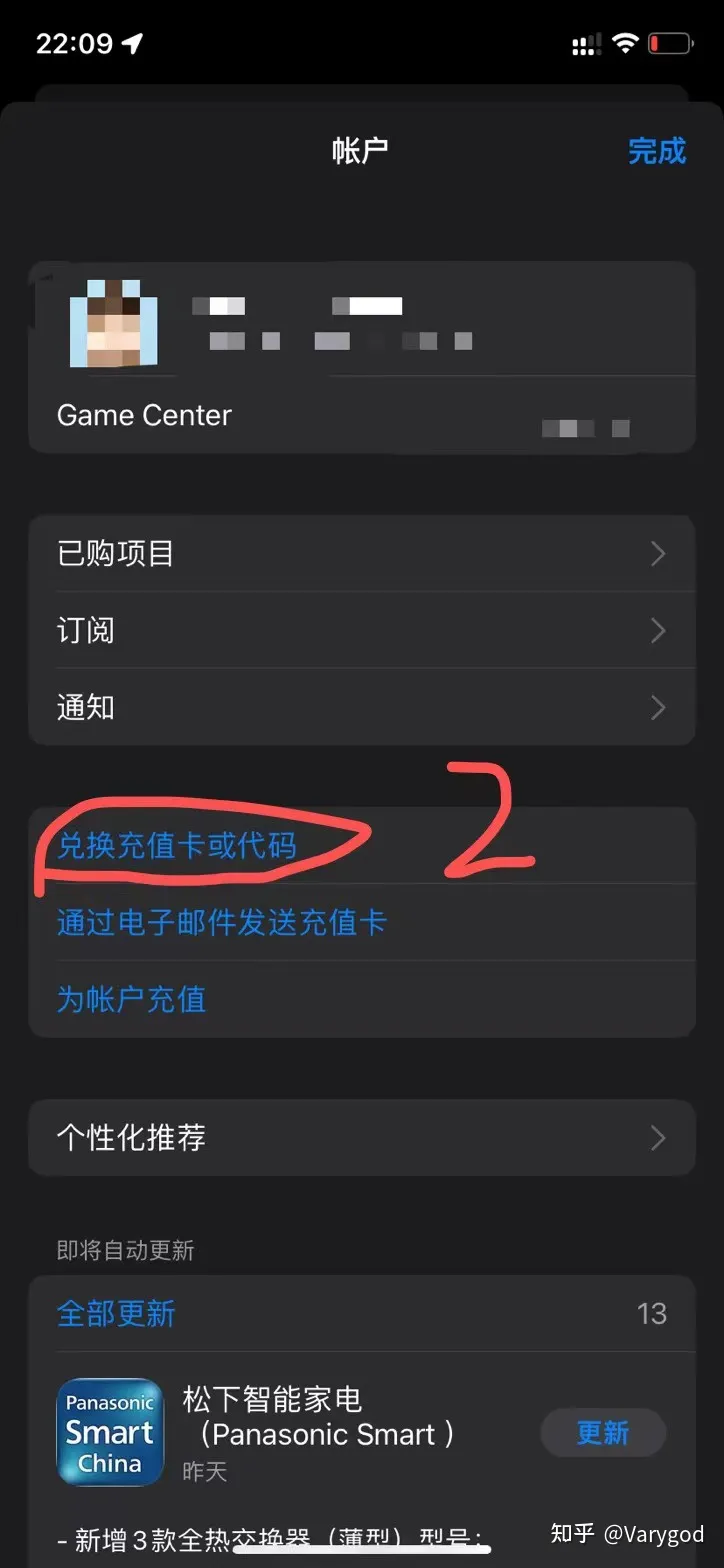 22:09
帐户
完成
Game Center
已购项目
订阅
通知
2
兑换充值卡或代码
通过电子邮件发送充值卡
为帐户充值
个性化推荐
即将自动更新
全部更新
13
Panasonic
Smart
China
松下智能家电
（Panasonic Smart ）
昨天
更新
- 新增3款全热交换器（薄型）型号：
知乎 @Varygod